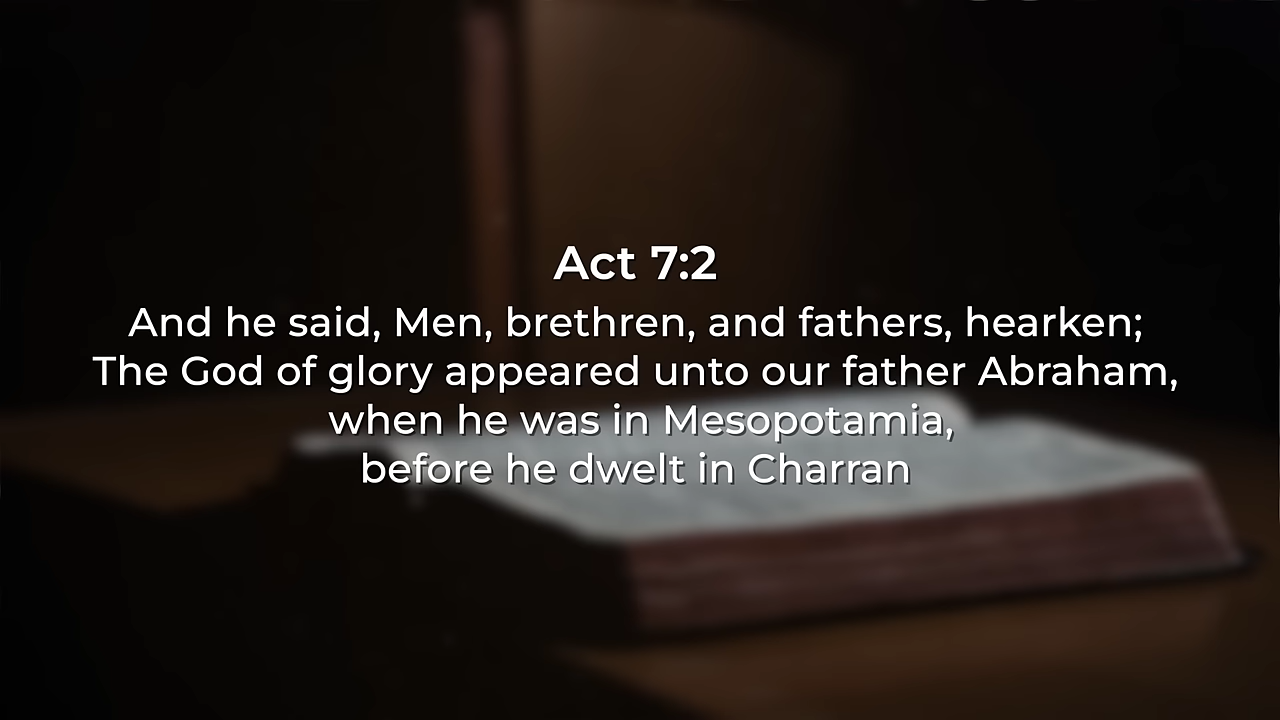 Act 7:2
And he said, Men, brethren, and fathers, hearken;
The God of glory appeared unto our father Abraham,
when he was in Mesopotamia,
before he dwelt in Charran